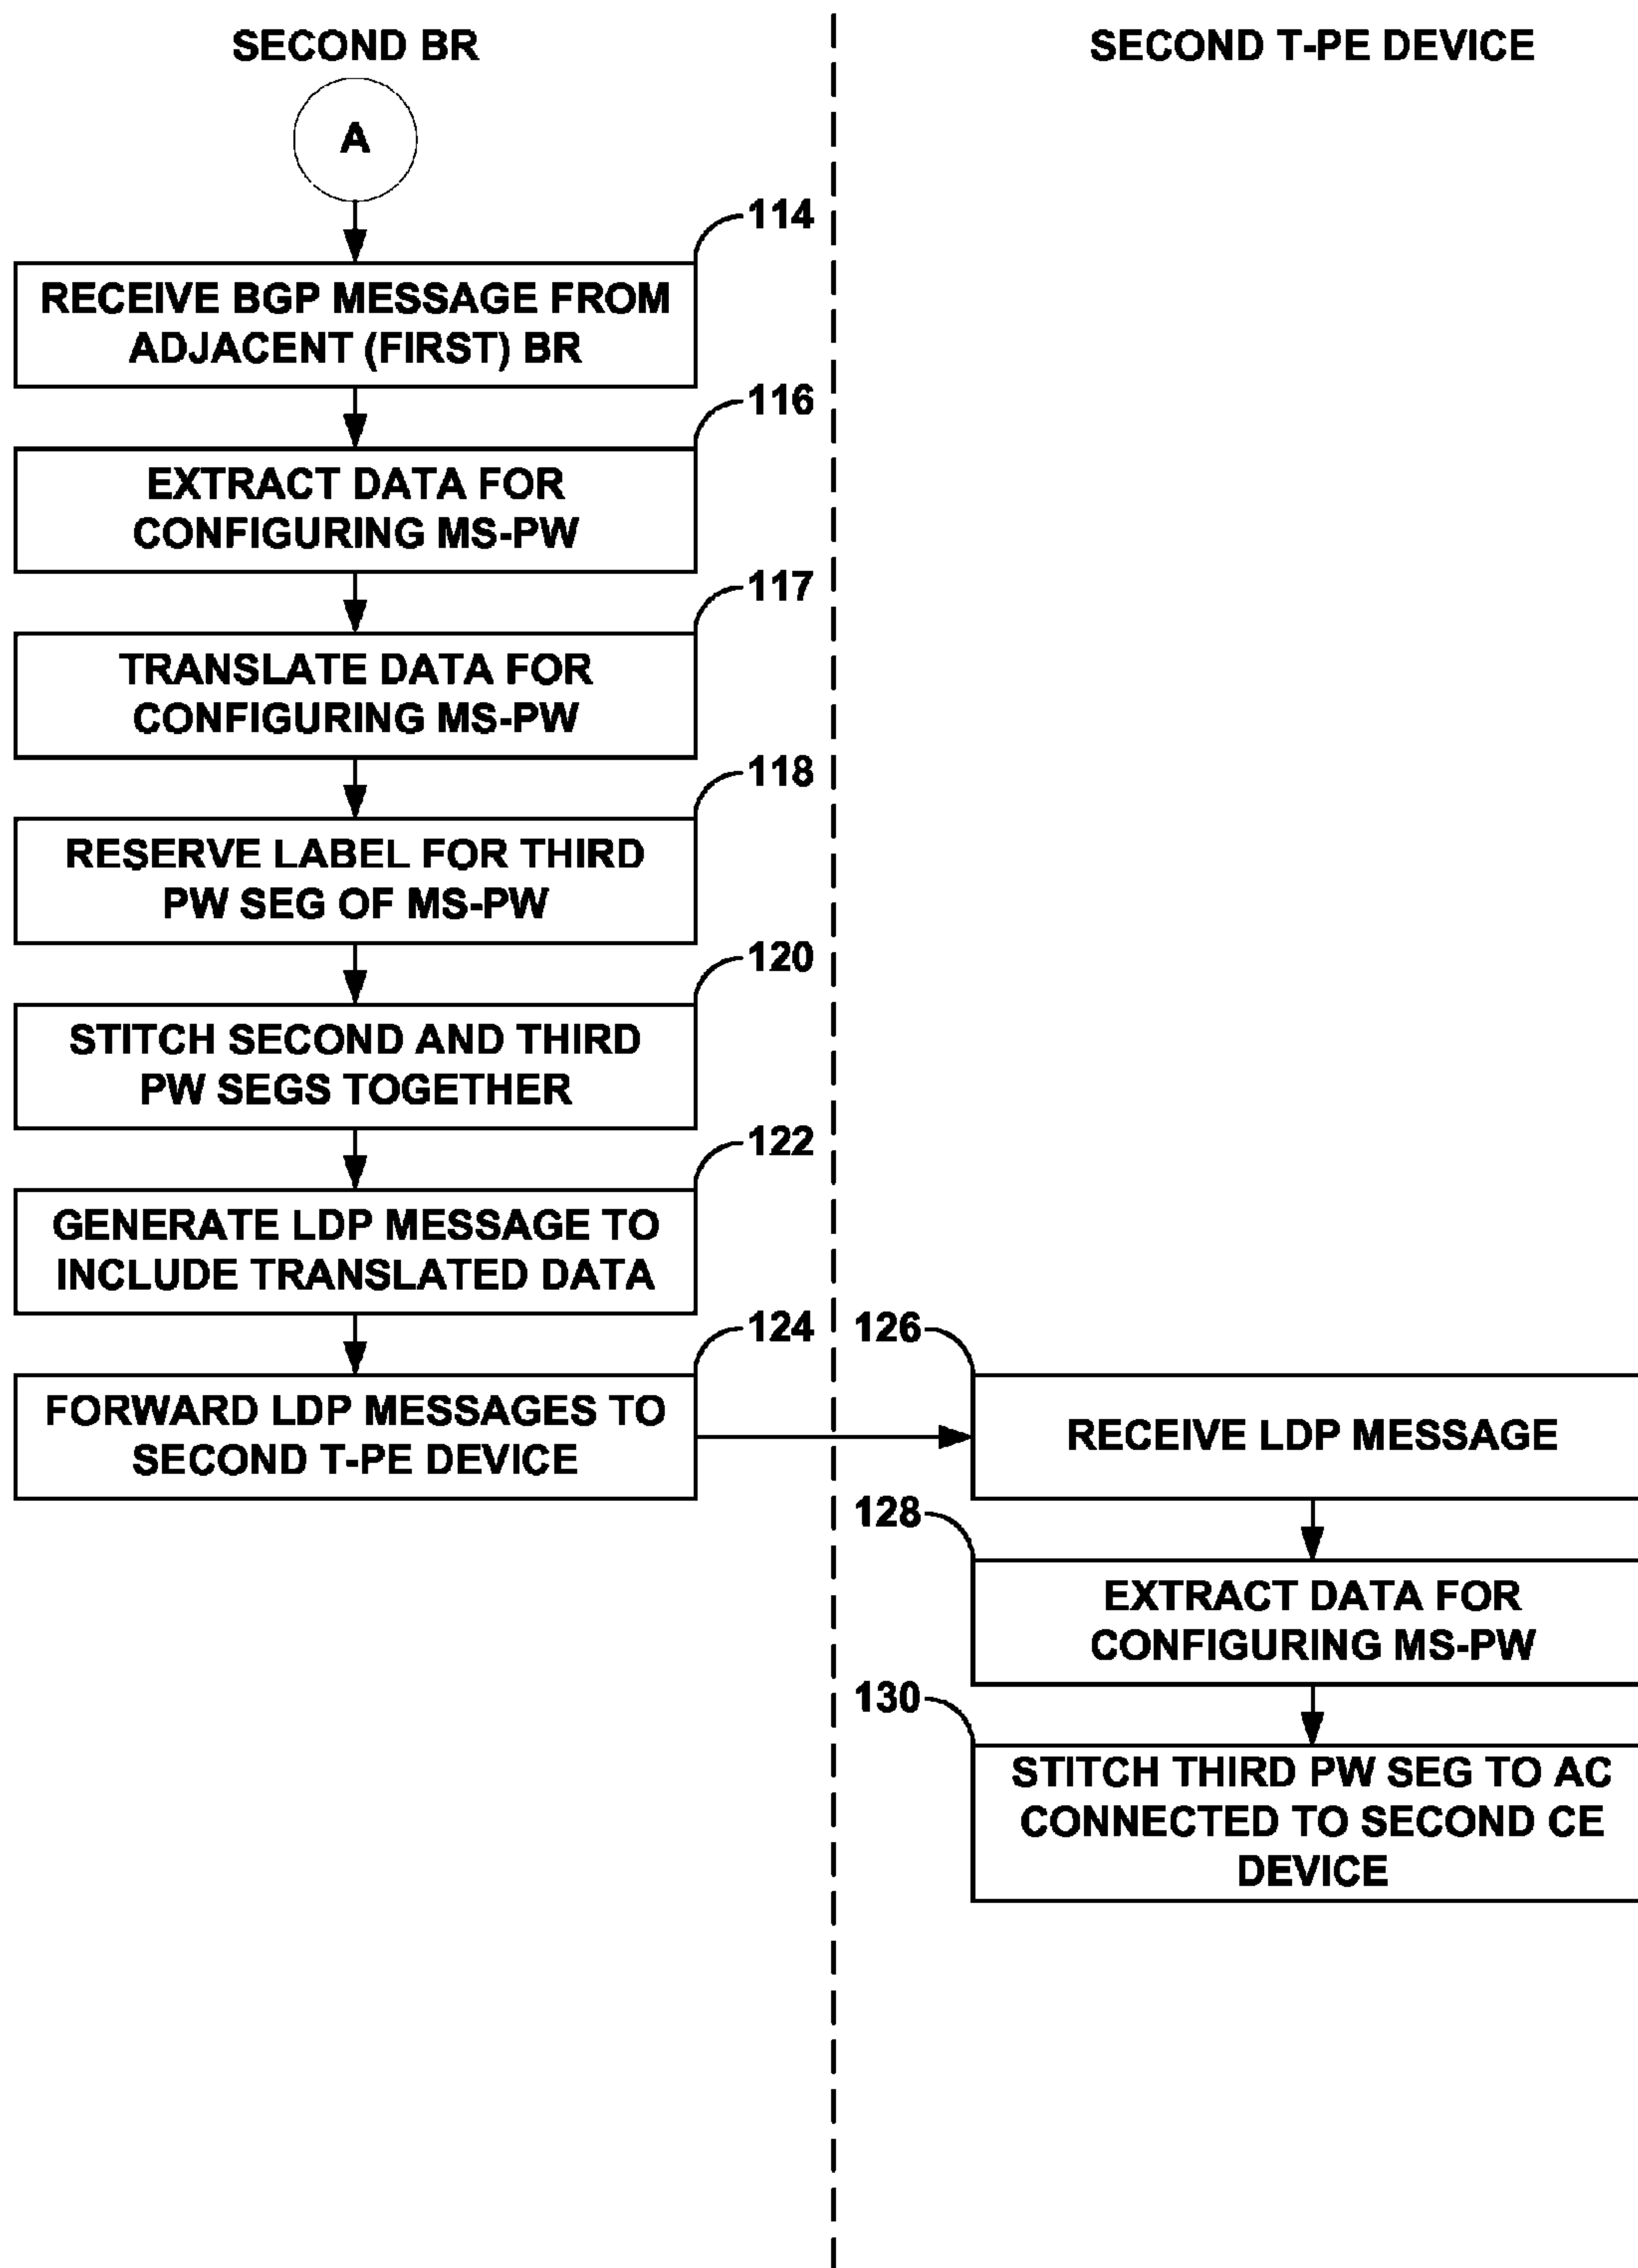 SECOND BR
SECOND T-PE DEVICE
A
114
RECEIVE BGP MESSAGE FROM
ADJACENT (FIRST) BR
116
EXTRACT DATA FOR
CONFIGURING MS-PW
117
TRANSLATE DATA FOR
CONFIGURING MS-PW
118
RESERVE LABEL FOR THIRD
PW SEG OF MS-PW
120
STITCH SECOND AND THIRD
PW SEGS TOGETHER
122
GENERATE LDP MESSAGE TO
INCLUDE TRANSLATED DATA
124
FORWARD LDP MESSAGES TO
SECOND T-PE DEVICE
126
RECEIVE LDP MESSAGE
128
EXTRACT DATA FOR
CONFIGURING MS-PW
130
STITCH THIRD PW SEG TO AC
CONNECTED TO SECOND CE
DEVICE